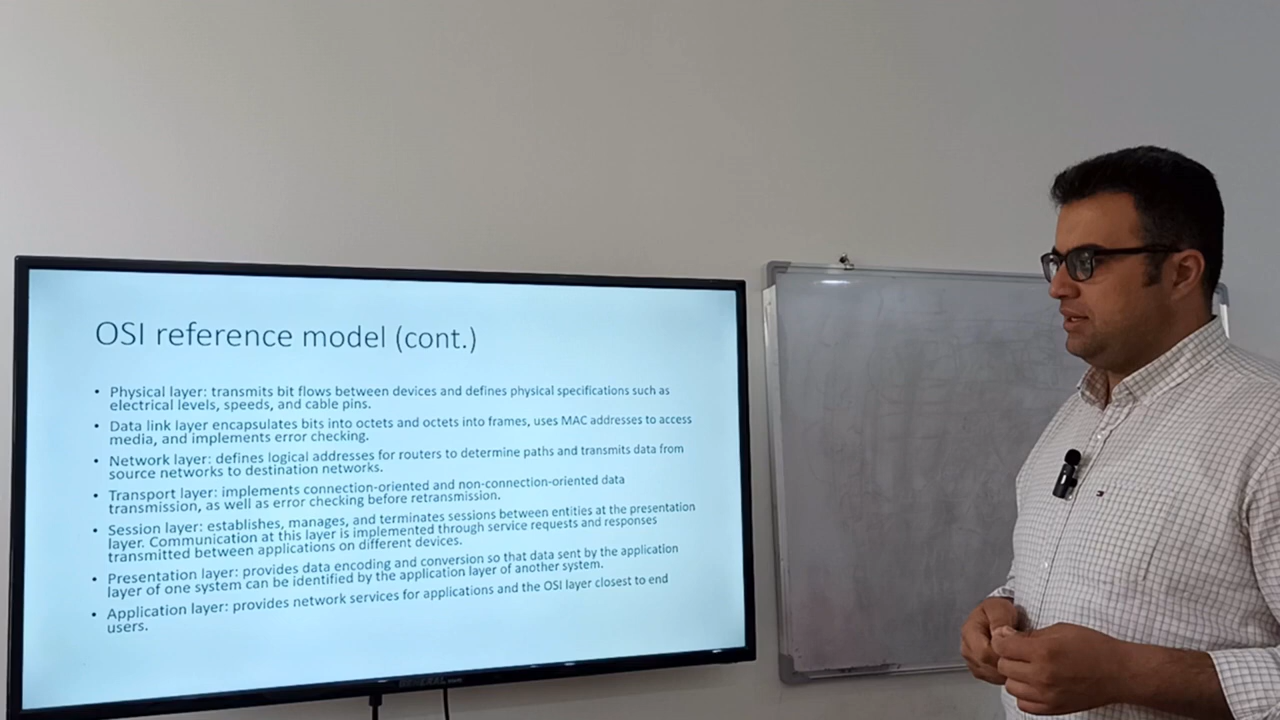 OSI reference model (cont.)
• Physical layer: transmits bit flows between devices and defines physical specifications such as
electrical levels, speeds, and cable pins.
• Data link layer encapsulates bits into octets and octets into frames, uses MAC addresses to access
media, and implements error checking.
• Network layer: defines logical addresses for routers to determine paths and transmits data from
source networks to destination networks.
• Transport layer: implements connection-oriented and non-connection-oriented data
transmission, as well as error checking before retransmission.
• Session layer: establishes, manages, and terminates sessions between entities at the presentation
layer. Communication at this layer is implemented through service requests and responses
transmitted between applications on different devices.
• Presentation layer: provides data encoding and conversion so that data sent by the application
layer of one system can be identified by the application layer of another system.
• Application layer: provides network services for applications and the OSI layer closest to end
users.
GENERAL